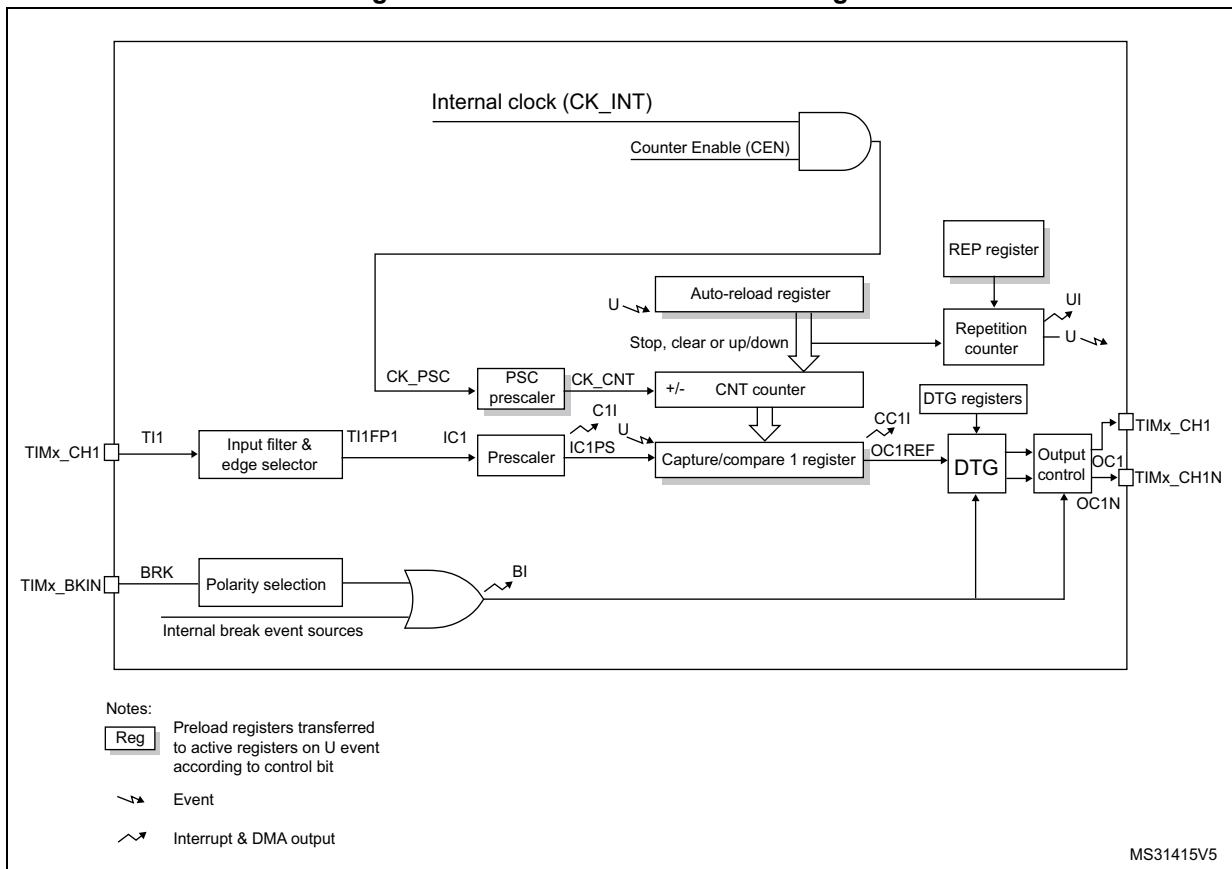 Internal clock (CK_INT)
Counter Enable (CEN)
REP register
Auto-reload register
U
UI
Repetition
counter
U
Stop, clear or up/down
CK_PSC
PSC
prescaler
CK_CNT
+/-
CNT counter
DTG registers
TIMx_CH1
TI1
Input filter &
edge selector
TI1FP1
IC1
Prescaler
C1I
IC1PS
U
Capture/compare 1 register
CC1I
OC1REF
DTG
Output
control
OC1
TIMx_CH1
OC1N
TIMx_CH1N
TIMx_BKIN
BRK
Polarity selection
BI
Internal break event sources
Notes:
Reg
Preload registers transferred
to active registers on U event
according to control bit
Event
Interrupt & DMA output
MS31415V5